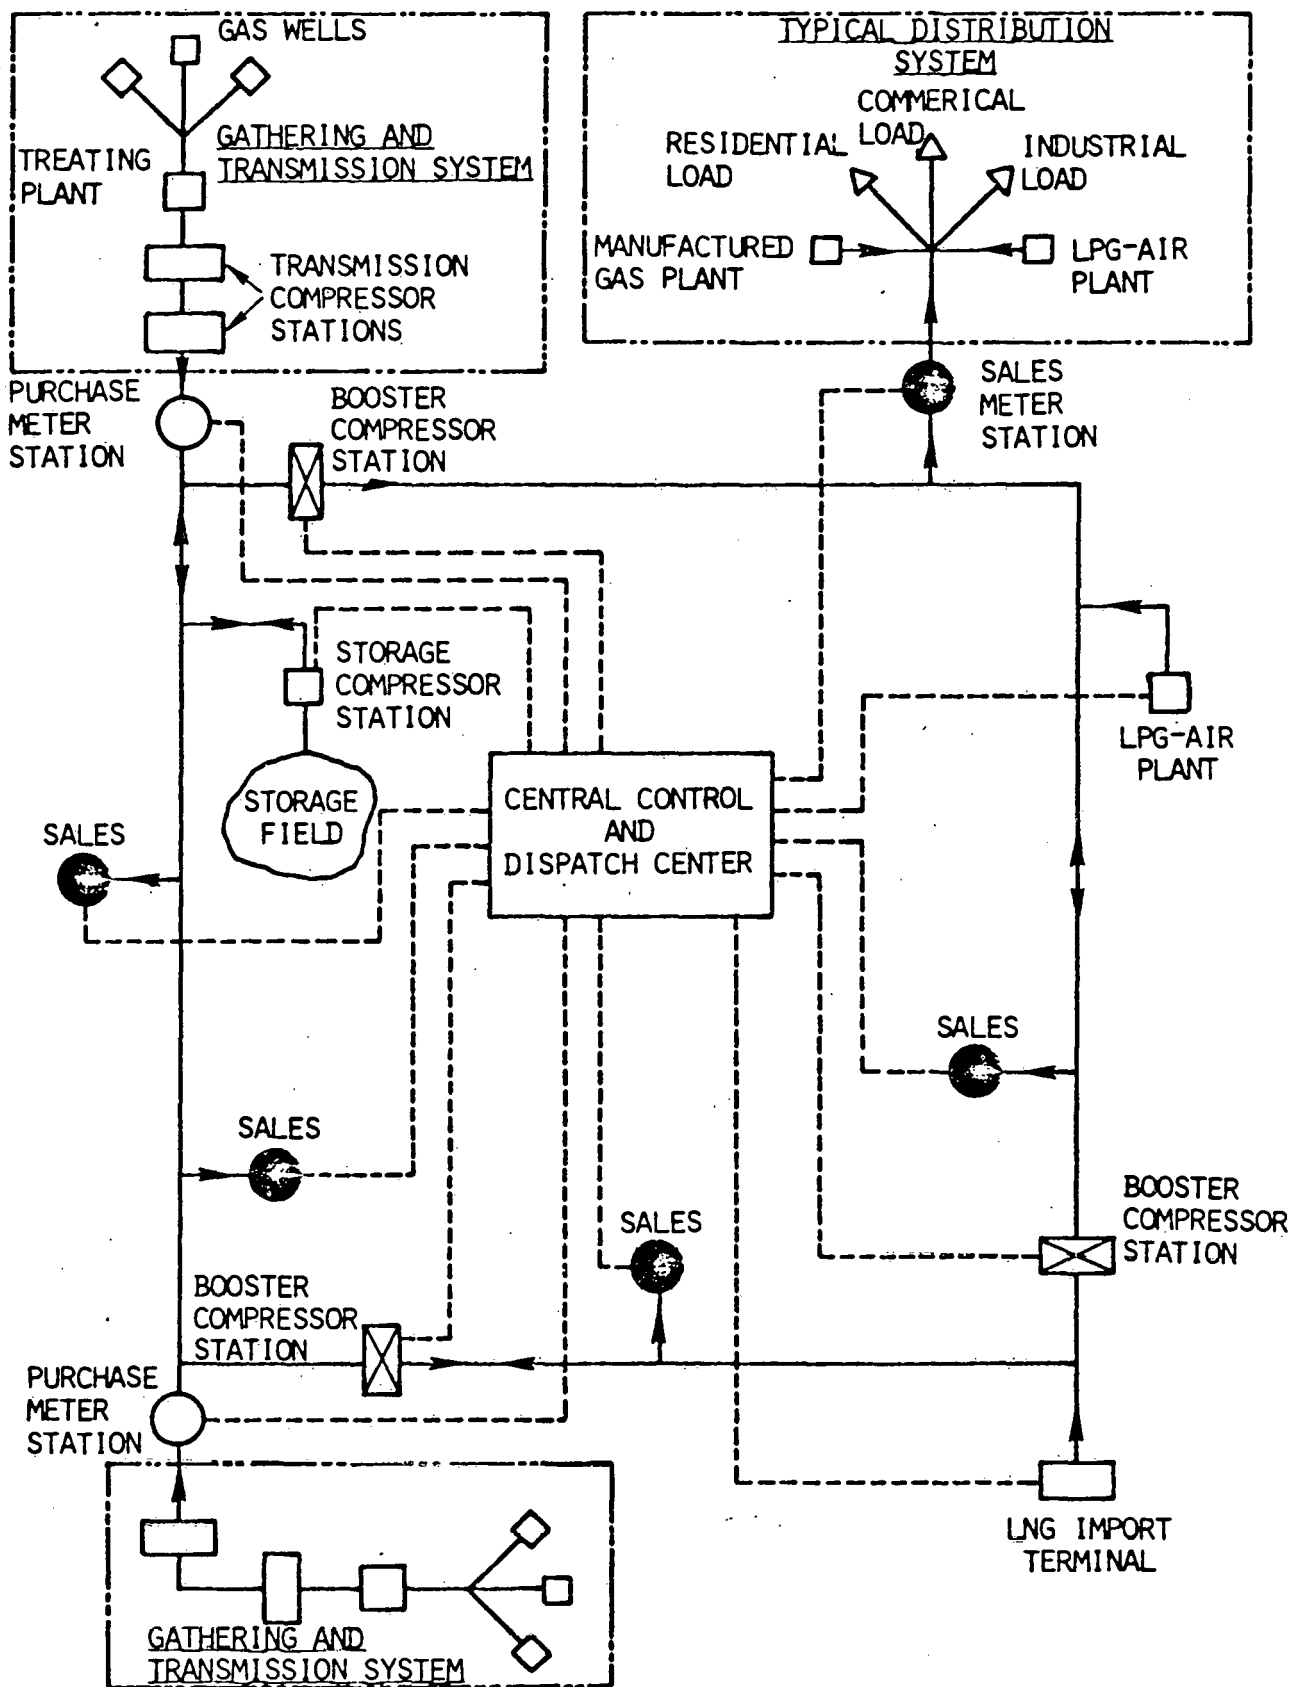 GAS WELLS
GATHERING AND
TRANSMISSION SYSTEM
TREATING
PLANT
TRANSMISSION
COMPRESSOR
STATIONS
TYPICAL DISTRIBUTION
SYSTEM
COMMERICAL
LOAD
RESIDENTIAL
LOAD
INDUSTRIAL
LOAD
MANUFACTURED
GAS PLANT
LPG-AIR
PLANT
PURCHASE
METER
STATION
BOOSTER
COMPRESSOR
STATION
SALES
METER
STATION
STORAGE
COMPRESSOR
STATION
STORAGE
FIELD
LPG-AIR
PLANT
CENTRAL CONTROL
AND
DISPATCH CENTER
SALES
SALES
SALES
SALES
BOOSTER
COMPRESSOR
STATION
BOOSTER
COMPRESSOR
STATION
PURCHASE
METER
STATION
LNG IMPORT
TERMINAL
GATHERING AND
TRANSMISSION SYSTEM